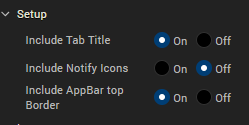 Setup
Include Tab Title On Off
Include Notify Icons On Off
Include AppBar top
Border On Off